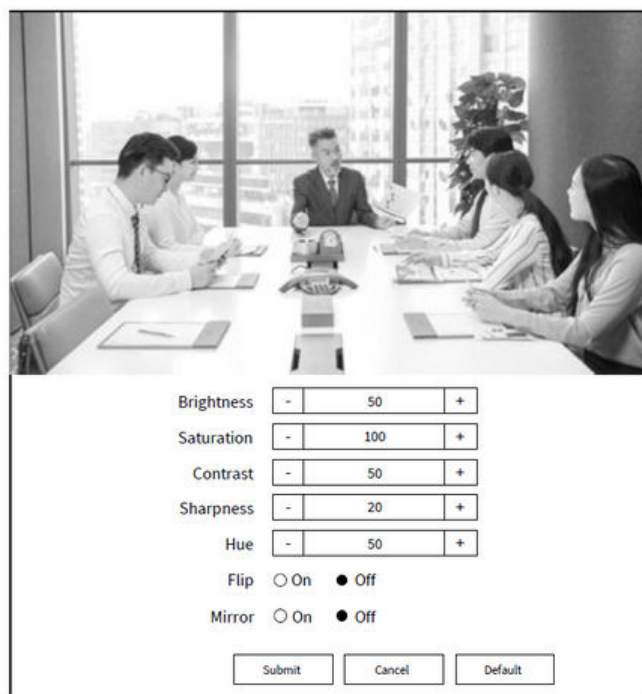 Brightness - 50 +
Saturation - 100 +
Contrast - 50 +
Sharpness - 20 +
Hue - 50 +
Flip On Off
Mirror On Off
Submit Cancel Default